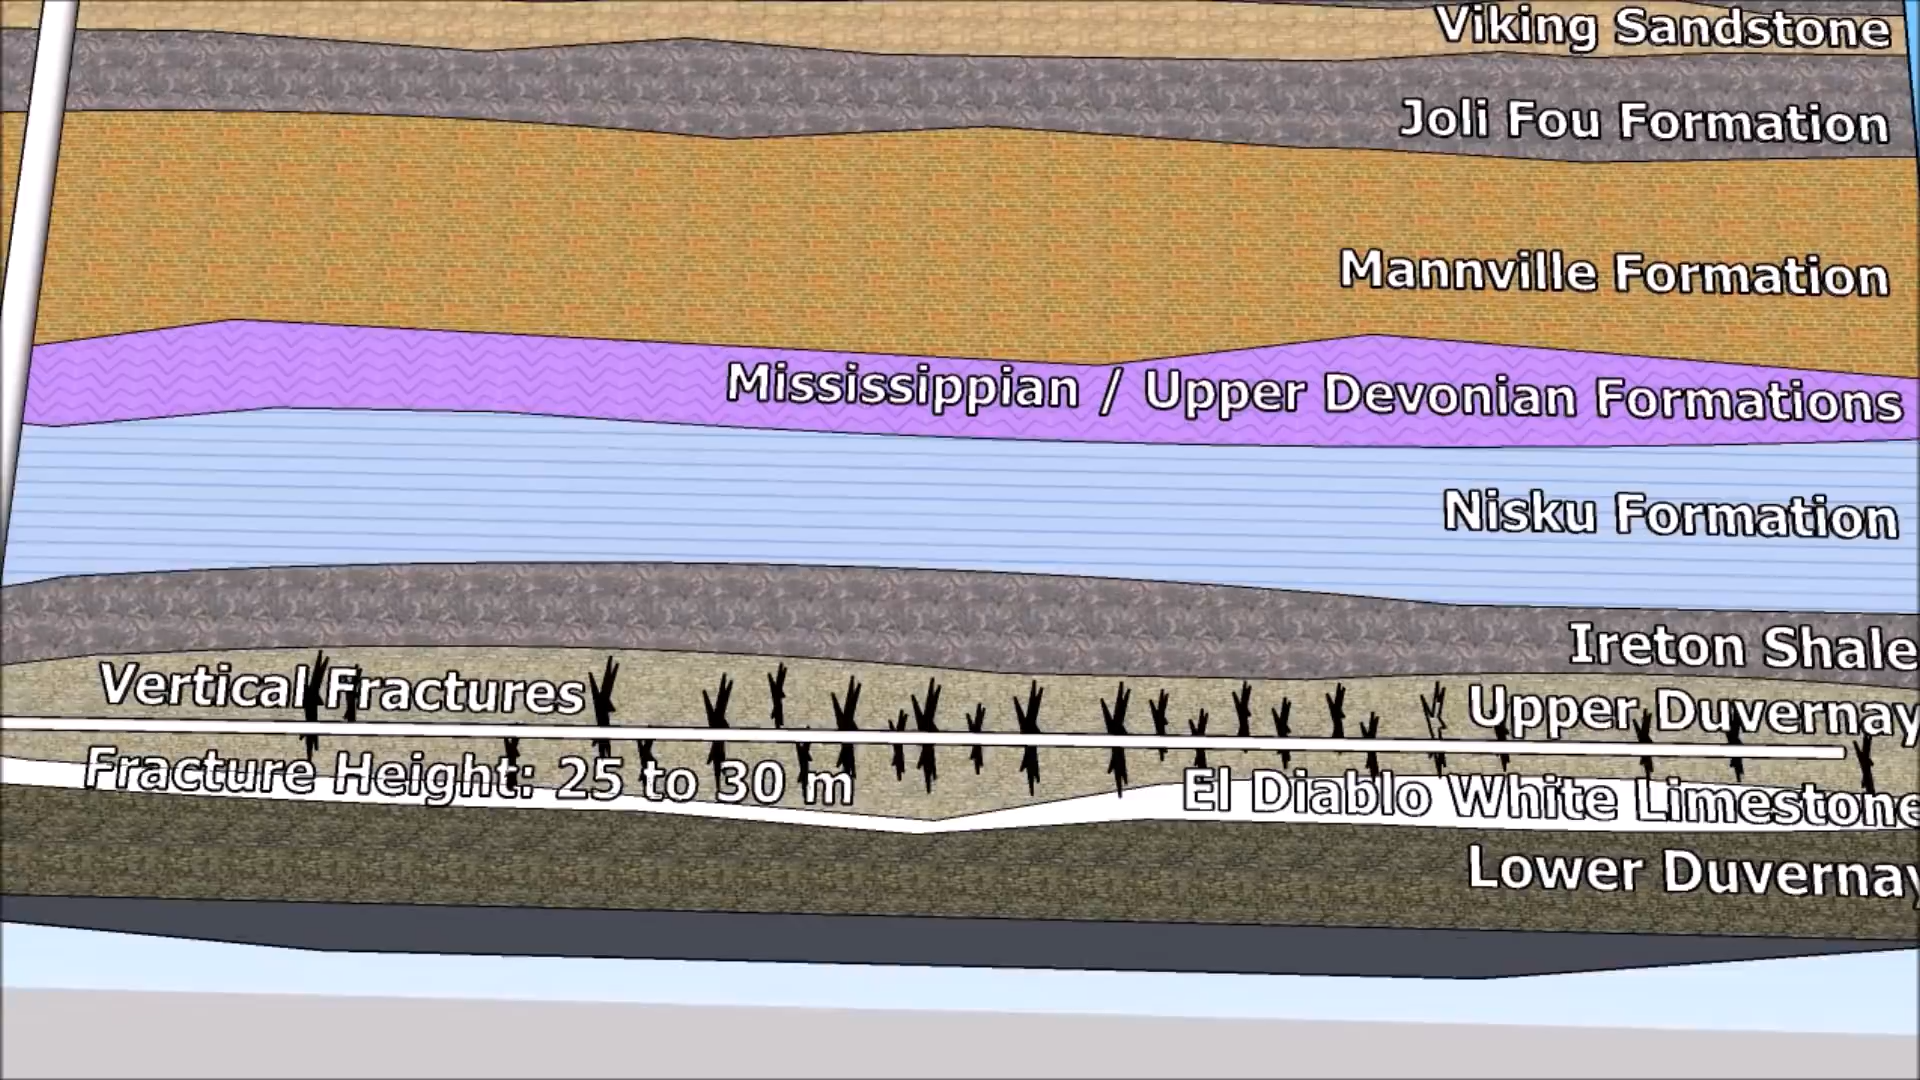 Viking Sandstone
Joli Fou Formation
Mannville Formation
Mississippian / Upper Devonian Formations
Nisku Formation
Ireton Shale
Vertical Fractures
Upper Duvernay
Fracture Height: 25 to 30 m
El Diablo White Limestone
Lower Duvernay